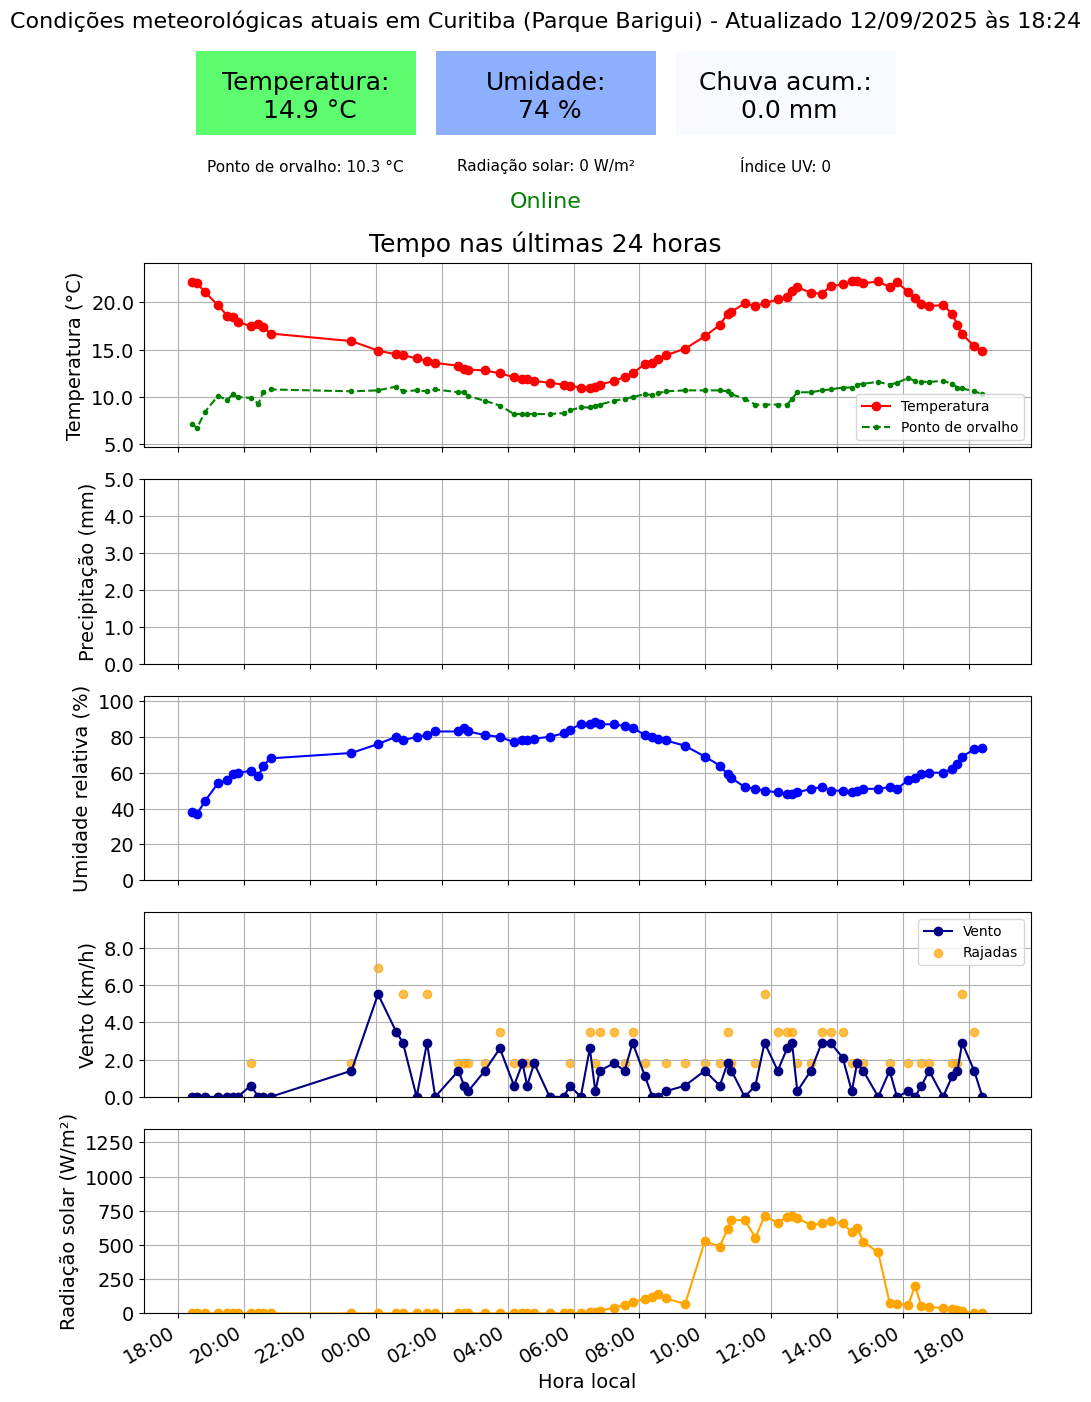 Condições meteorológicas atuais em Curitiba (Parque Barigui) - Atualizado 12/09/2025 às 18:24
Temperatura:
14.9 °C
Umidade:
74 %
Chuva acum.:
0.0 mm
Ponto de orvalho: 10.3 °C
Radiação solar: 0 W/m²
Índice UV: 0
Online
Tempo nas últimas 24 horas
Temperatura (°C)
20.0
15.0
10.0
5.0
Temperatura
Ponto de orvalho
Precipitação (mm)
5.0
4.0
3.0
2.0
1.0
0.0
Umidade relativa (%)
100
80
60
40
20
0
Vento (km/h)
8.0
6.0
4.0
2.0
0.0
Vento
Rajadas
Radiação solar (W/m²)
1250
1000
750
500
250
0
18:00
20:00
22:00
00:00
02:00
04:00
06:00
08:00
10:00
12:00
14:00
16:00
18:00
Hora local